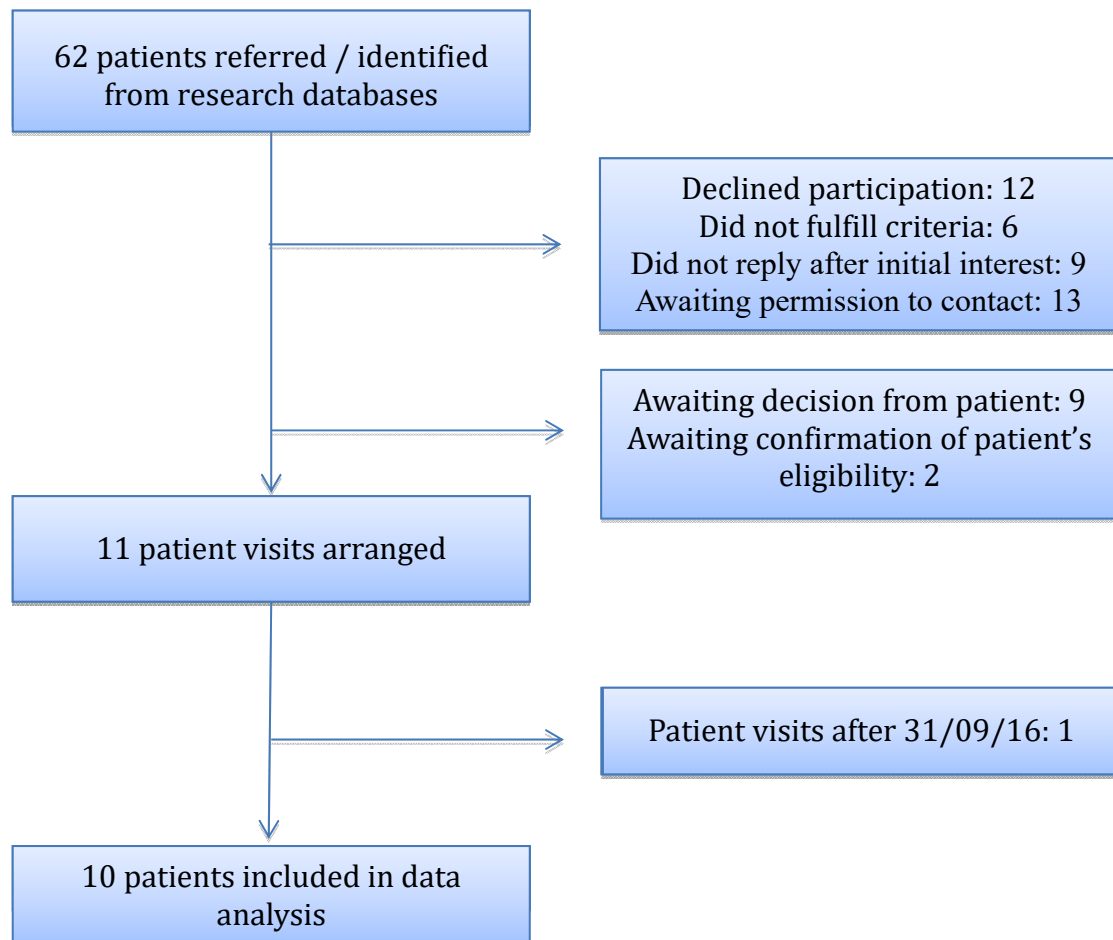 62 patients referred / identified
from research databases
Declined participation: 12
Did not fulfill criteria: 6
Did not reply after initial interest: 9
Awaiting permission to contact: 13
Awaiting decision from patient: 9
Awaiting confirmation of patient’s
eligibility: 2
11 patient visits arranged
Patient visits after 31/09/16: 1
10 patients included in data
analysis